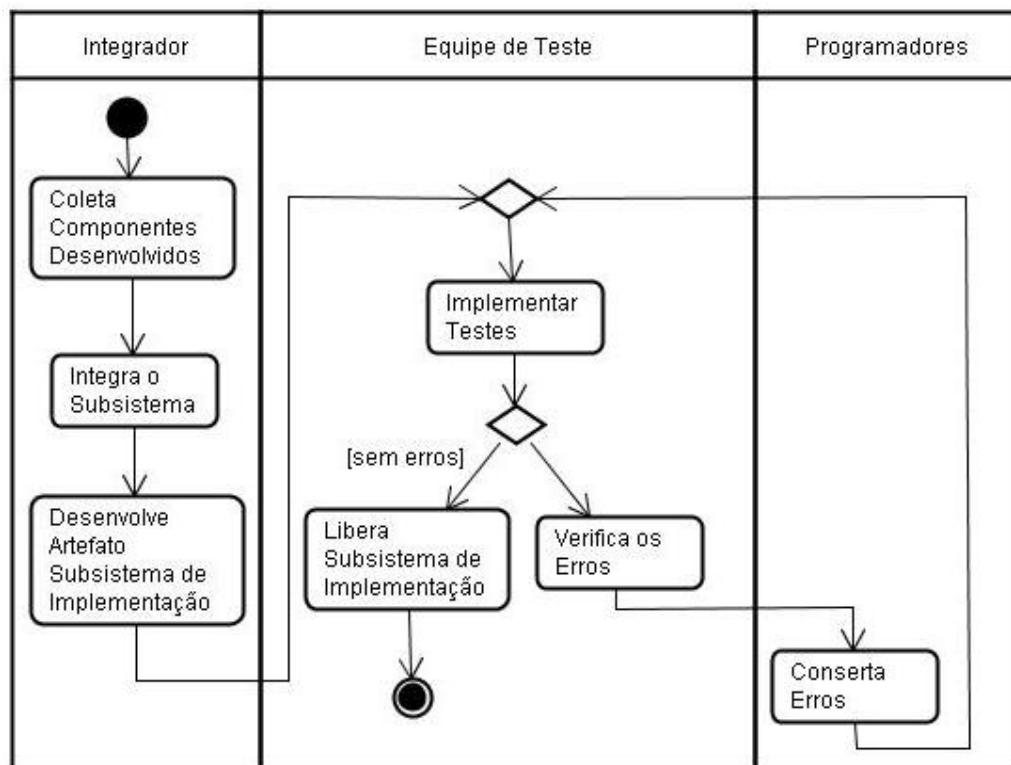 Integrador
Equipe de Teste
Programadores
Coleta
Componentes
Desenvolvidos
Integra o
Subsistema
Desenvolve
Artefato
Subsistema de
Implementação
Implementar
Testes
[sem erros]
Libera
Subsistema de
Implementação
Verifica os
Erros
Conserta
Erros